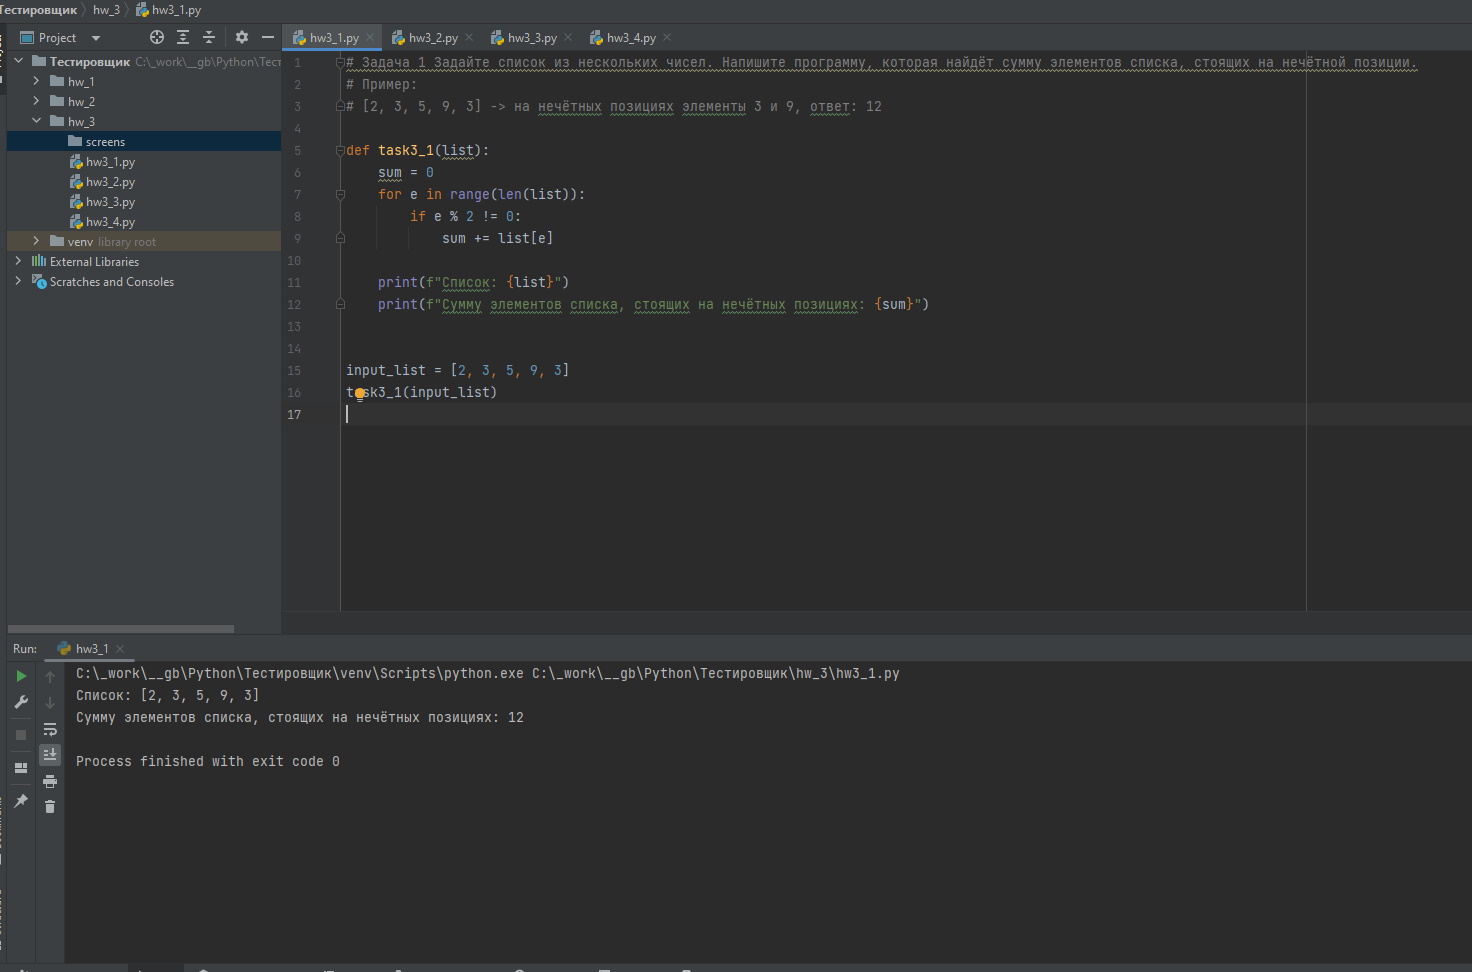 Тестировщик hw_3 hw3_1.py
Project
hw3_1.py hw3_2.py hw3_3.py hw3_4.py
Тестировщик C:\_work\__gb\Python\Тест
hw_1
hw_2
hw_3
screens
hw3_1.py
hw3_2.py
hw3_3.py
hw3_4.py
venv library root
External Libraries
Scratches and Consoles
1 # Задача 1 Задайте список из нескольких чисел. Напишите программу, которая найдёт сумму элементов списка, стоящих на нечётной позиции.
2 # Пример:
3 # [2, 3, 5, 9, 3] -> на нечётных позициях элементы 3 и 9, ответ: 12
4
5 def task3_1(list):
6 sum = 0
7 for e in range(len(list)):
8 if e % 2 != 0:
9 sum += list[e]
10
11 print(f"Список: {list}")
12 print(f"Сумму элементов списка, стоящих на нечётных позициях: {sum}")
13
14
15 input_list = [2, 3, 5, 9, 3]
16 task3_1(input_list)
17
Run: hw3_1
C:\_work\__gb\Python\Тестировщик\venv\Scripts\python.exe C:\_work\__gb\Python\Тестировщик\hw_3\hw3_1.py
Список: [2, 3, 5, 9, 3]
Сумму элементов списка, стоящих на нечётных позициях: 12
Process finished with exit code 0